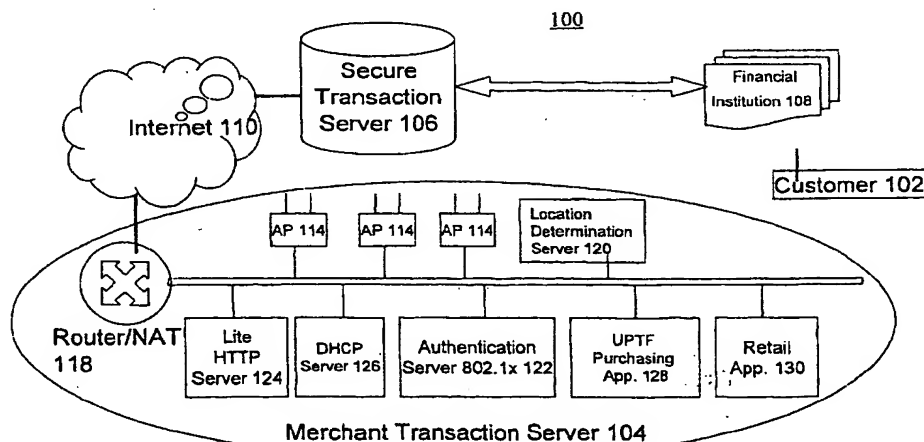 100
Secure
Transaction
Server 106
Financial
Institution 108
Internet 110
Customer 102
AP 114
AP 114
AP 114
Location
Determination
Server 120
Router/NAT
118
Lite
HTTP
Server 124
DHCP
Server 126
Authentication
Server 802.1x 122
UPTF
Purchasing
App. 128
Retail
App. 130
Merchant Transaction Server 104